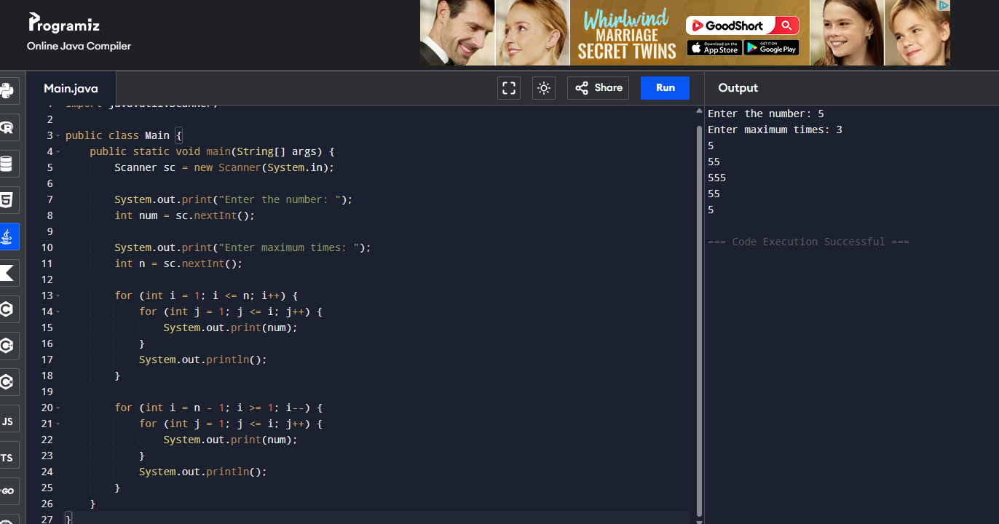 Programiz
Online Java Compiler
Whirlwind
MARRIAGE
SECRET TWINS
GoodShort
Download on the
App Store
GET IT ON
Google Play
Main.java
Share
Run
Output
1 import java.util.Scanner;
2
3 public class Main {
4     public static void main(String[] args) {
5         Scanner sc = new Scanner(System.in);
6
7         System.out.print("Enter the number: ");
8         int num = sc.nextInt();
9
10         System.out.print("Enter maximum times: ");
11         int n = sc.nextInt();
12
13         for (int i = 1; i <= n; i++) {
14             for (int j = 1; j <= i; j++) {
15                 System.out.print(num);
16             }
17             System.out.println();
18         }
19
20         for (int i = n - 1; i >= 1; i--) {
21             for (int j = 1; j <= i; j++) {
22                 System.out.print(num);
23             }
24             System.out.println();
25         }
26     }
27 }
Enter the number: 5
Enter maximum times: 3
5
55
555
55
5
=== Code Execution Successful ===
R
5
C
C
C
JS
TS
GO